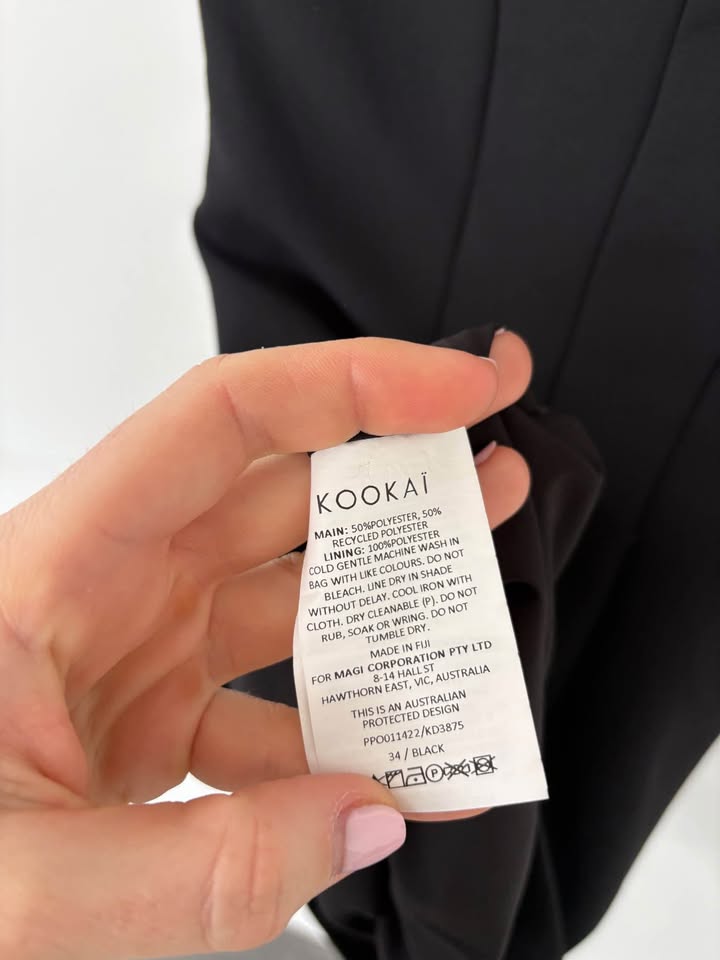 KOOKAÏ
MAIN: 50%POLYESTER, 50%
RECYCLED POLYESTER
LINING: 100%POLYESTER
COLD GENTLE MACHINE WASH IN
BAG WITH LIKE COLOURS. DO NOT
BLEACH. LINE DRY IN SHADE
WITHOUT DELAY. COOL IRON WITH
CLOTH. DRY CLEANABLE (P). DO NOT
RUB, SOAK OR WRING. DO NOT
TUMBLE DRY.
MADE IN FIJI
FOR MAGI CORPORATION PTY LTD
8-14 HALL ST
HAWTHORN EAST, VIC, AUSTRALIA
THIS IS AN AUSTRALIAN
PROTECTED DESIGN
PPO011422/KD3875
34 / BLACK
P